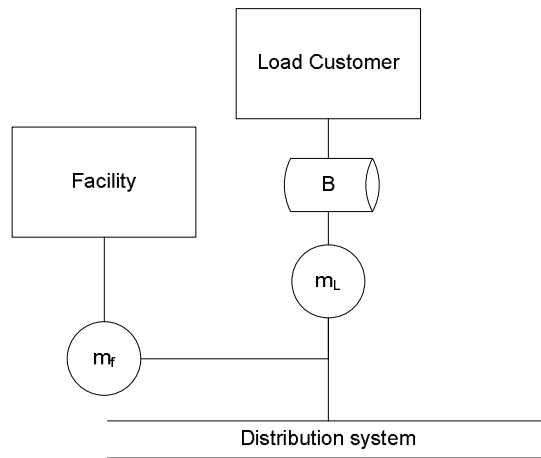 Load Customer
Facility
B
mL
mf
Distribution system